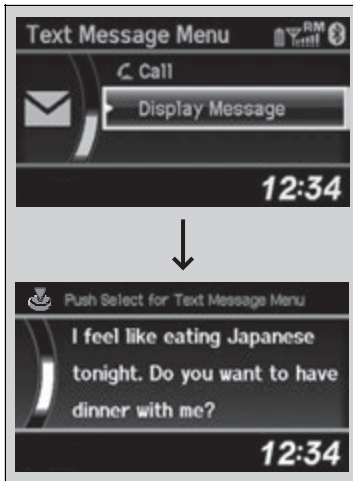 Text Message Menu RM
Call
Display Message
12:34
Push Select for Text Message Menu
I feel like eating Japanese
tonight. Do you want to have
dinner with me?
12:34